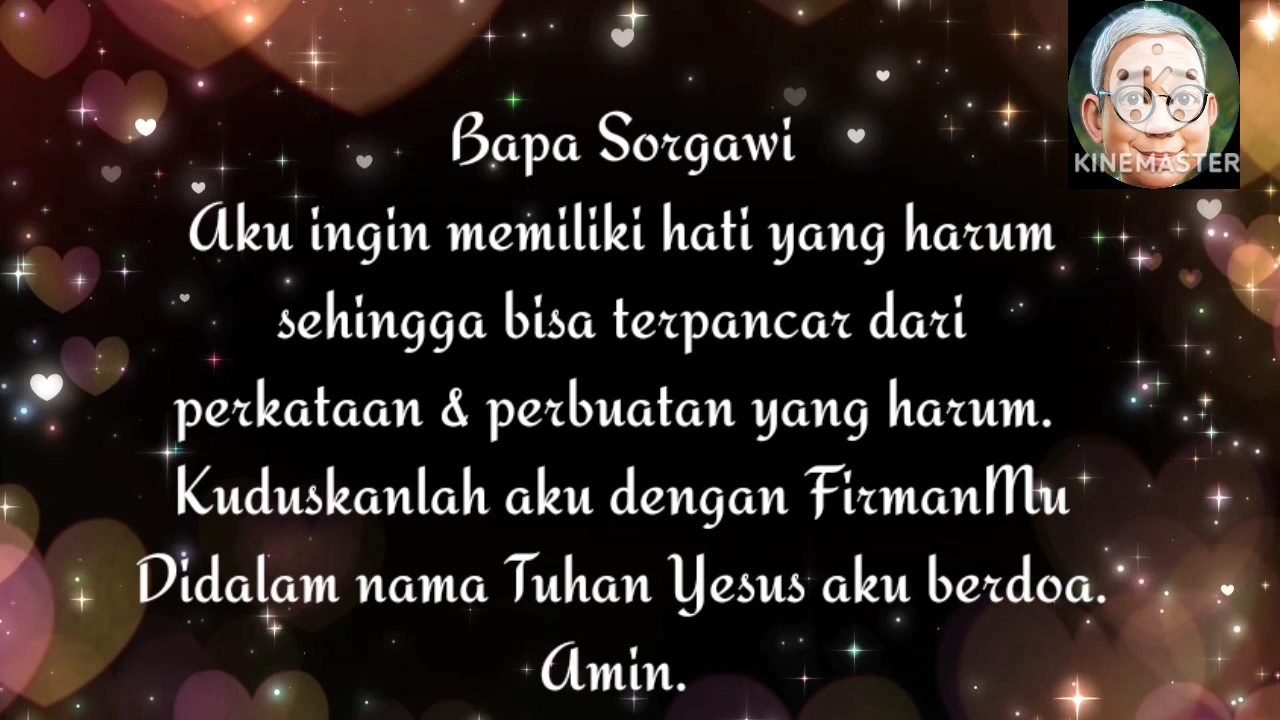 Bapa Sorgawi
Aku ingin memiliki hati yang harum
sehingga bisa terpancar dari
perkataan & perbuatan yang harum.
Kuduskanlah aku dengan FirmanMu
Didalam nama Tuhan Yesus aku berdoa.
Amin.
KINEMASTER